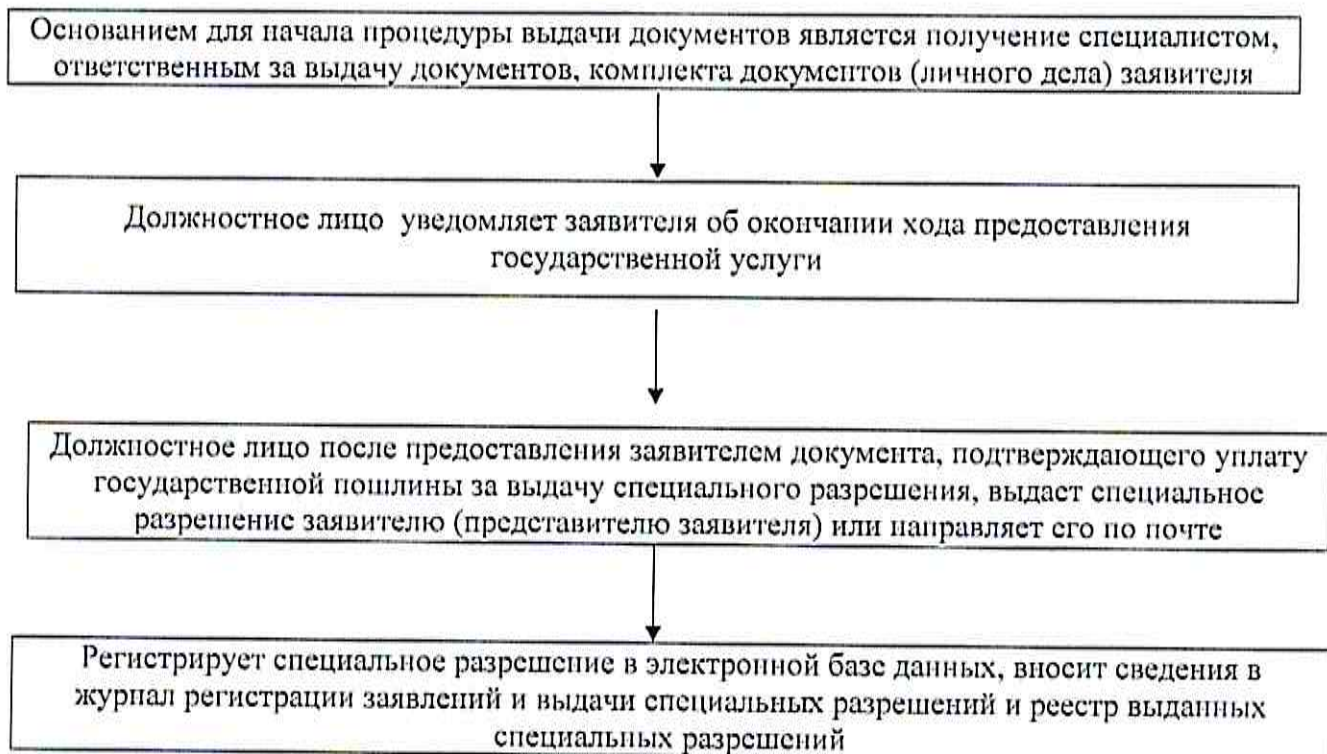 Основанием для начала процедуры выдачи документов является получение специалистом,
ответственным за выдачу документов, комплекта документов (личного дела) заявителя
Должностное лицо уведомляет заявителя об окончании хода предоставления
государственной услуги
Должностное лицо после предоставления заявителем документа, подтверждающего уплату
государственной пошлины за выдачу специального разрешения, выдает специальное
разрешение заявителю (представителю заявителя) или направляет его по почте
Регистрирует специальное разрешение в электронной базе данных, вносит сведения в
журнал регистрации заявлений и выдачи специальных разрешений и реестр выданных
специальных разрешений